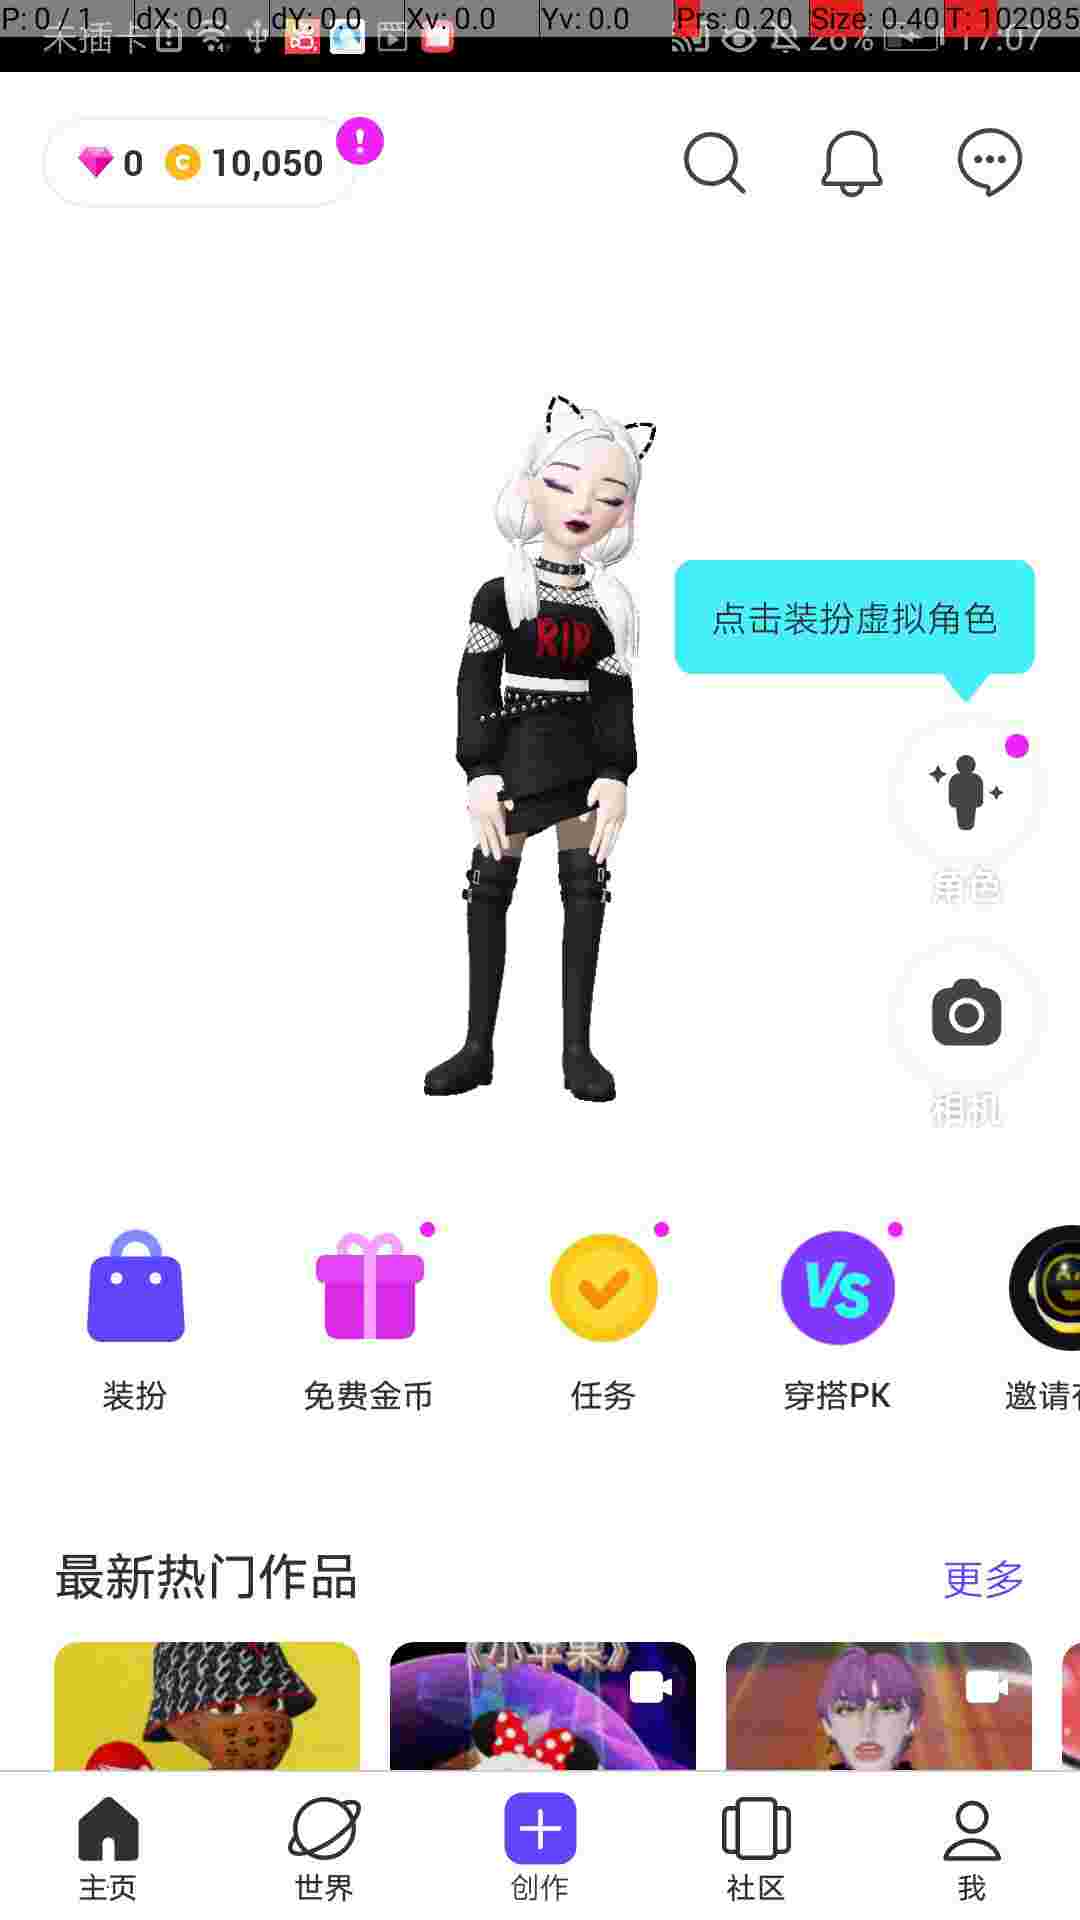 P: 0 / 1 dX: 0.0 dY: 0.0 Xv: 0.0 Yv: 0.0 Prs: 0.20 Size: 0.40 T: 102085
未插卡 26% 17:07
0 10,050
RIP
点击装扮虚拟角色
角色
相机
装扮 免费金币 任务 穿搭PK 邀请
最新热门作品 更多
《小苹果》
主页 世界 创作 社区 我